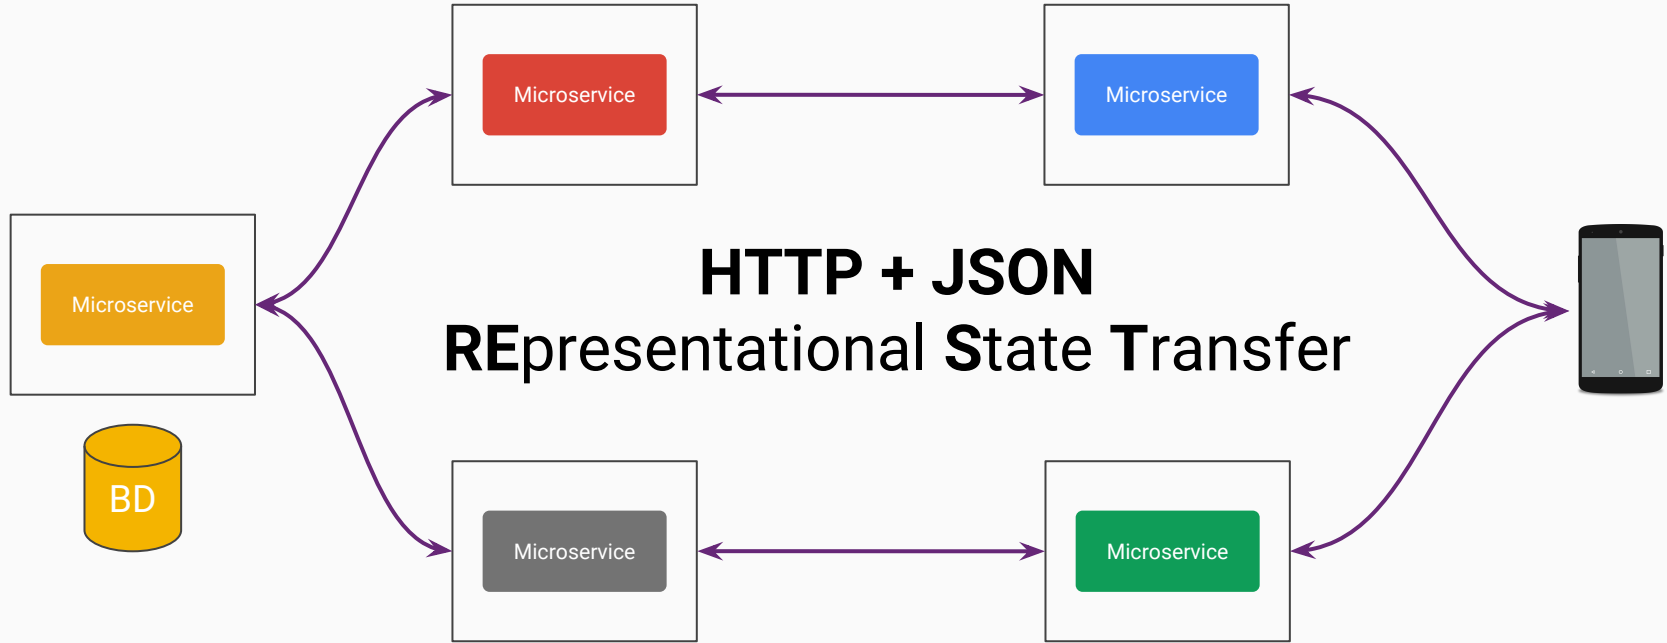 Microservice
Microservice
Microservice
HTTP + JSON
REpresentational State Transfer
BD
Microservice
Microservice